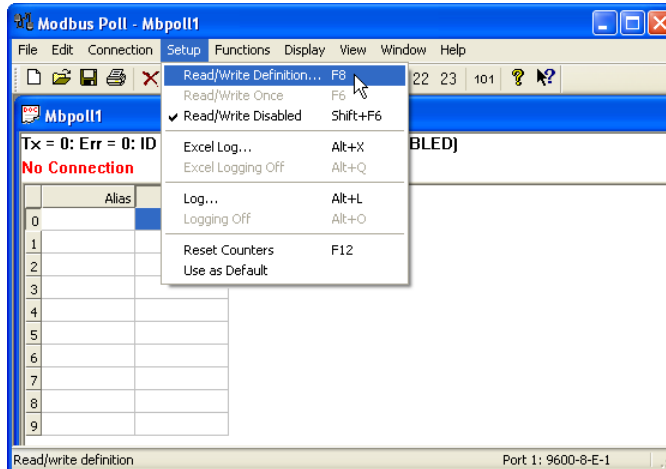 Modbus Poll - Mbpoll1
File Edit Connection Setup Functions Display View Window Help
22 23 101
Read/Write Definition... F8
Read/Write Once F6
Read/Write Disabled Shift+F6
Excel Log... Alt+X
Excel Logging Off Alt+Q
Log... Alt+L
Logging Off Alt+O
Reset Counters F12
Use as Default
Mbpoll1
Tx = 0: Err = 0: ID BLED)
No Connection
Alias
0
1
2
3
4
5
6
7
8
9
Read/write definition Port 1: 9600-8-E-1